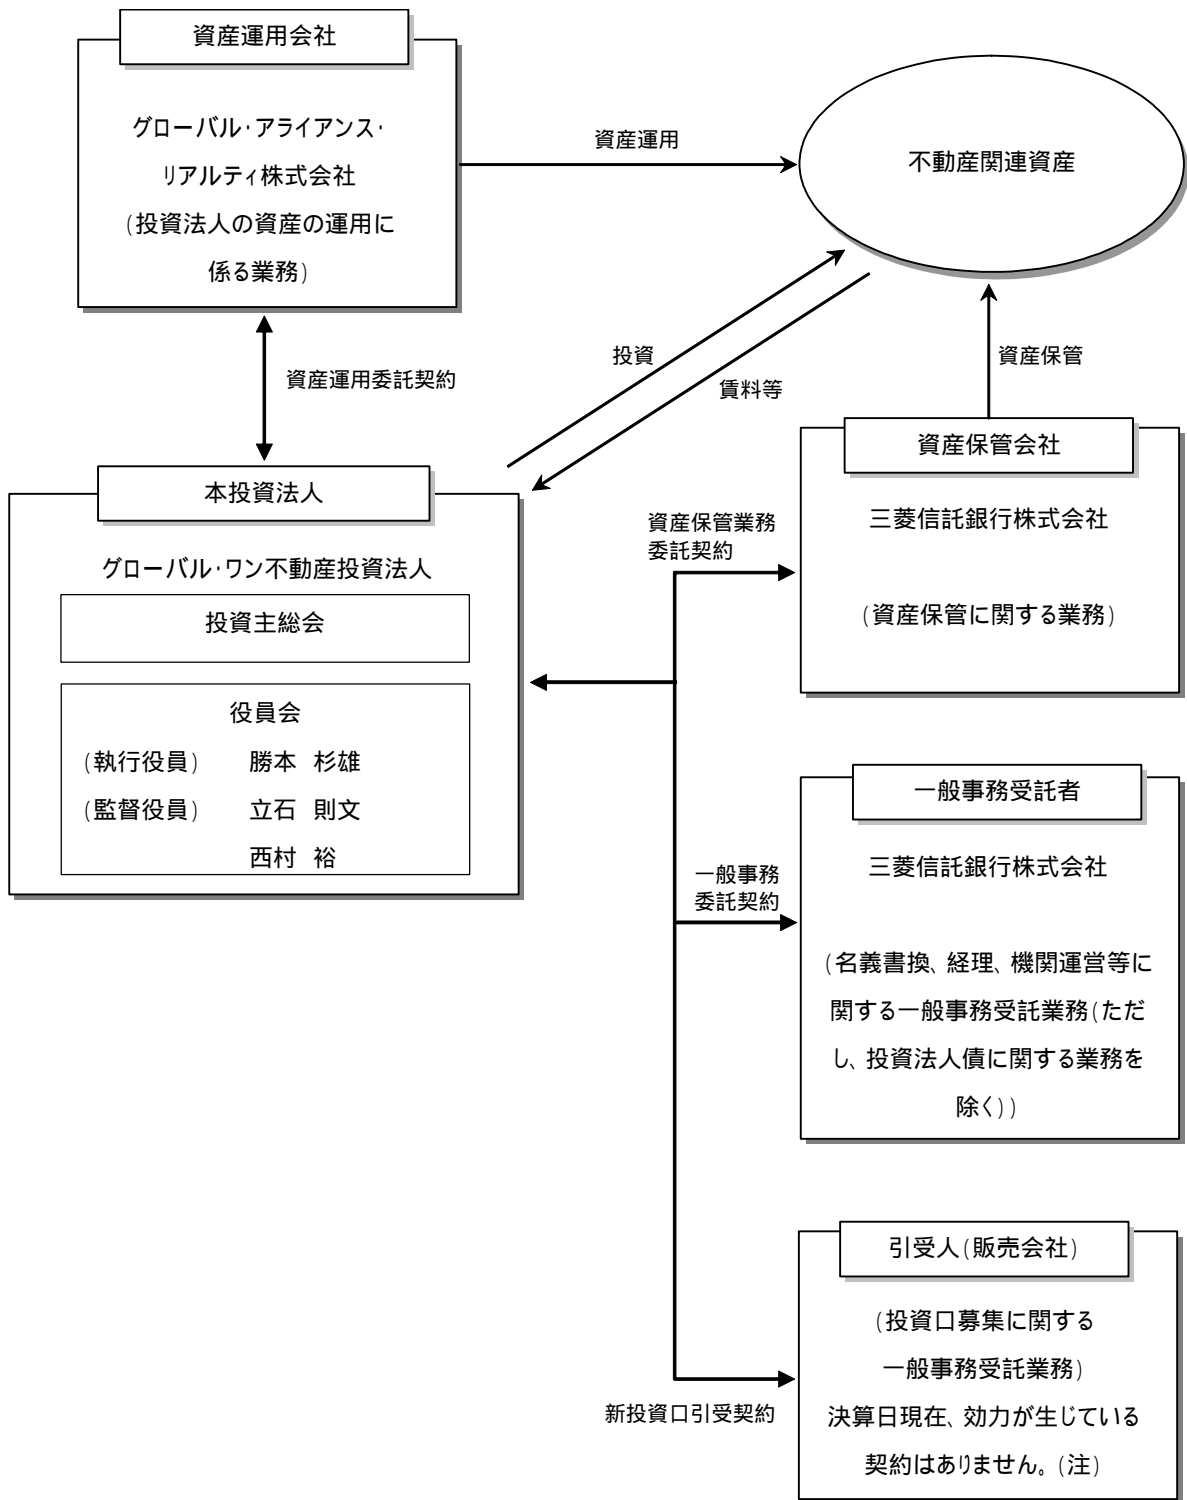 資産運用会社
グローバル・アライアンス・
リアルティ株式会社
(投資法人の資産の運用に
係る業務)
資産運用
不動産関連資産
資産運用委託契約
投資
賃料等
資産保管
本投資法人
グローバル・ワン不動産投資法人
投資主総会
役員会
(執行役員) 勝本 杉雄
(監督役員) 立石 則文
西村 裕
資産保管業務
委託契約
資産保管会社
三菱信託銀行株式会社
(資産保管に関する業務)
一般事務
委託契約
一般事務受託者
三菱信託銀行株式会社
(名義書換、経理、機関運営等に
関する一般事務受託業務(ただ
し、投資法人債に関する業務を
除く))
新投資口引受契約
引受人(販売会社)
(投資口募集に関する
一般事務受託業務)
決算日現在、効力が生じている
契約はありません。(注)